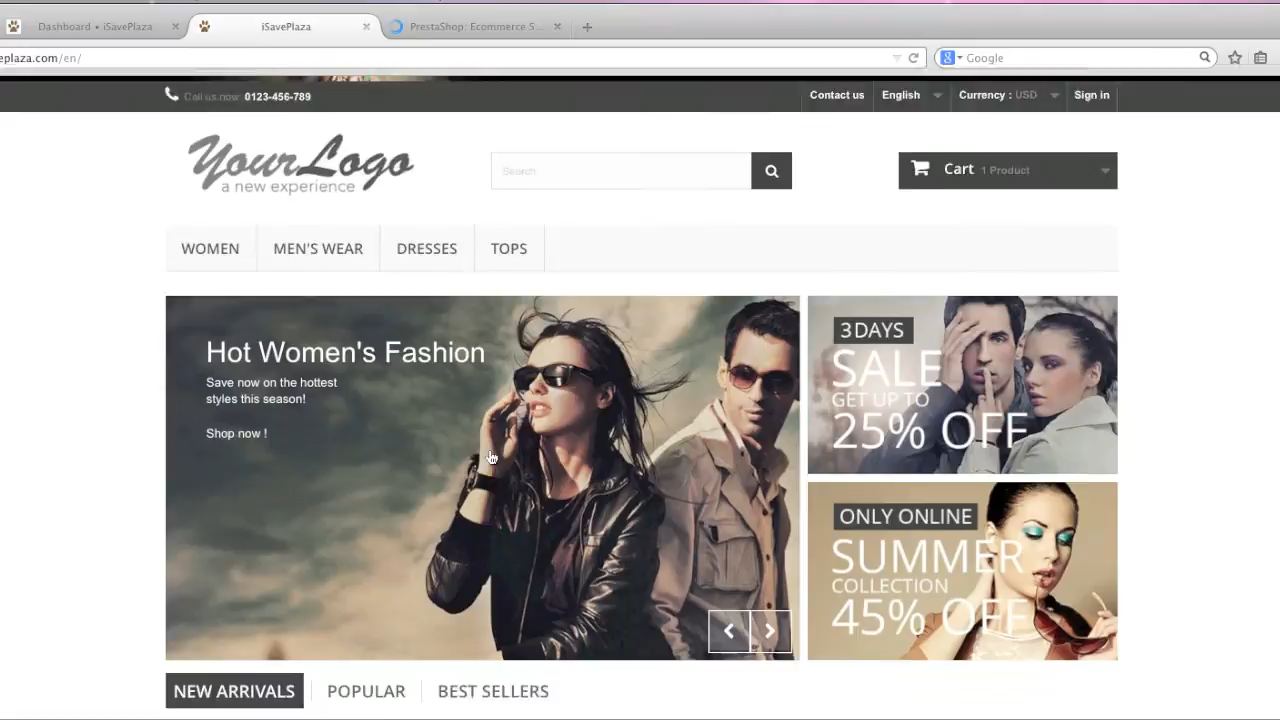 Dashboard • iSavePlaza
iSavePlaza
PrestaShop: Ecommerce S...
eplaza.com/en/
Google
Call us now: 0123-456-789
Contact us
English
Currency : USD
Sign in
YourLogo
a new experience
Search
Cart 1 Product
WOMEN
MEN'S WEAR
DRESSES
TOPS
Hot Women's Fashion
Save now on the hottest
styles this season!
Shop now !
3 DAYS
SALE
GET UP TO
25% OFF
ONLY ONLINE
SUMMER
COLLECTION
45% OFF
NEW ARRIVALS
POPULAR
BEST SELLERS